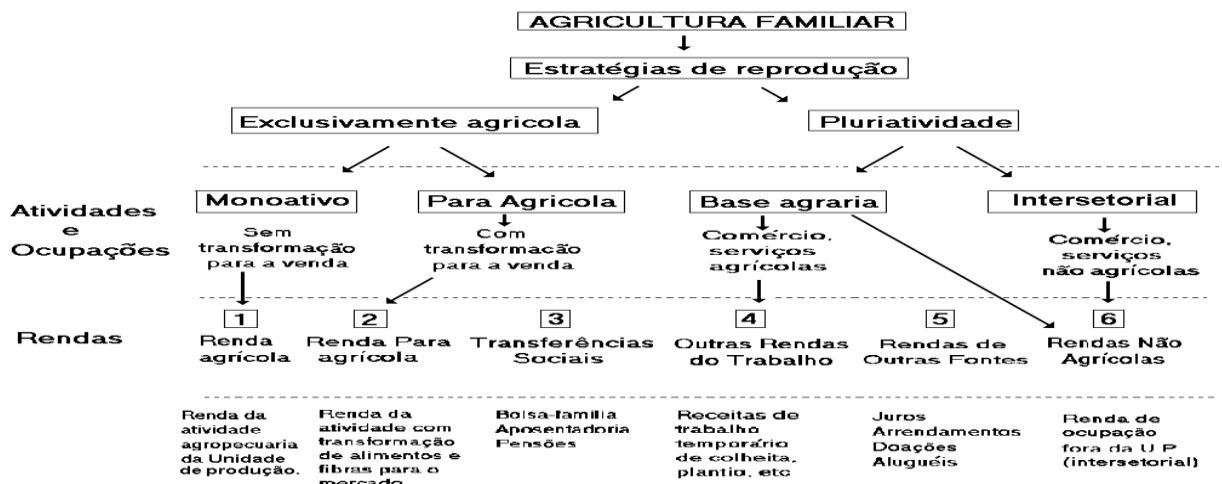 AGRICULTURA FAMILIAR
Estratégias de reprodução
Exclusivamente agricola
Pluriatividade
Atividades
e
Ocupações
Monoativo
Para Agricola
Base agraria
Intersetorial
Sem
transformação
para a venda
Com
transformacão
para a venda
Comércio,
serviços
agrícolas
Comércio,
serviços
não agrícolas
Rendas
1
Renda
agrícola
2
Renda Para
agrícola
3
Transferências
Sociais
4
Outras Rendas
do Trabalho
5
Rendas de
Outras Fontes
6
Rendas Não
Agrícolas
Renda da
atividade
agropecuaria
da Unidade
de produção.
Renda da
atividade com
transformação
de alimentos e
fibras para o
mercado
Bolsa-família
Aposentadoria
Pensões
Receitas de
trabalho
temporário
de colheita,
plantio, etc
Juros
Arrendamentos
Doações
Aluguéis
Renda de
ocupação
fora da U P
(intersetorial)